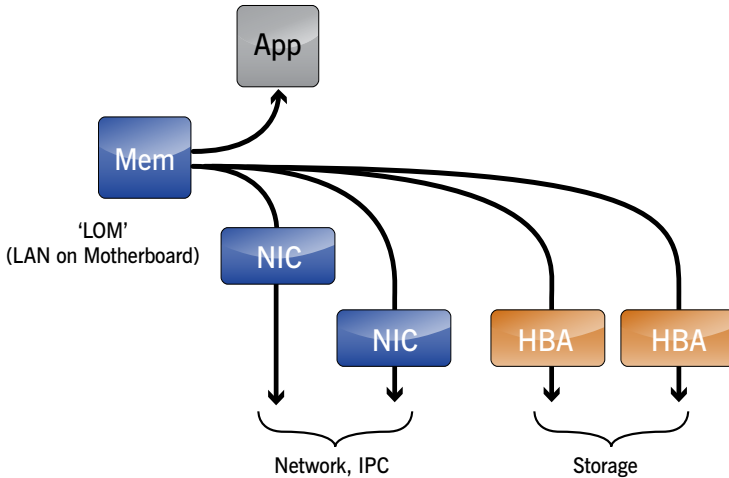 App
Mem
‘LOM’
(LAN on Motherboard)
NIC
NIC
HBA
HBA
Network, IPC
Storage